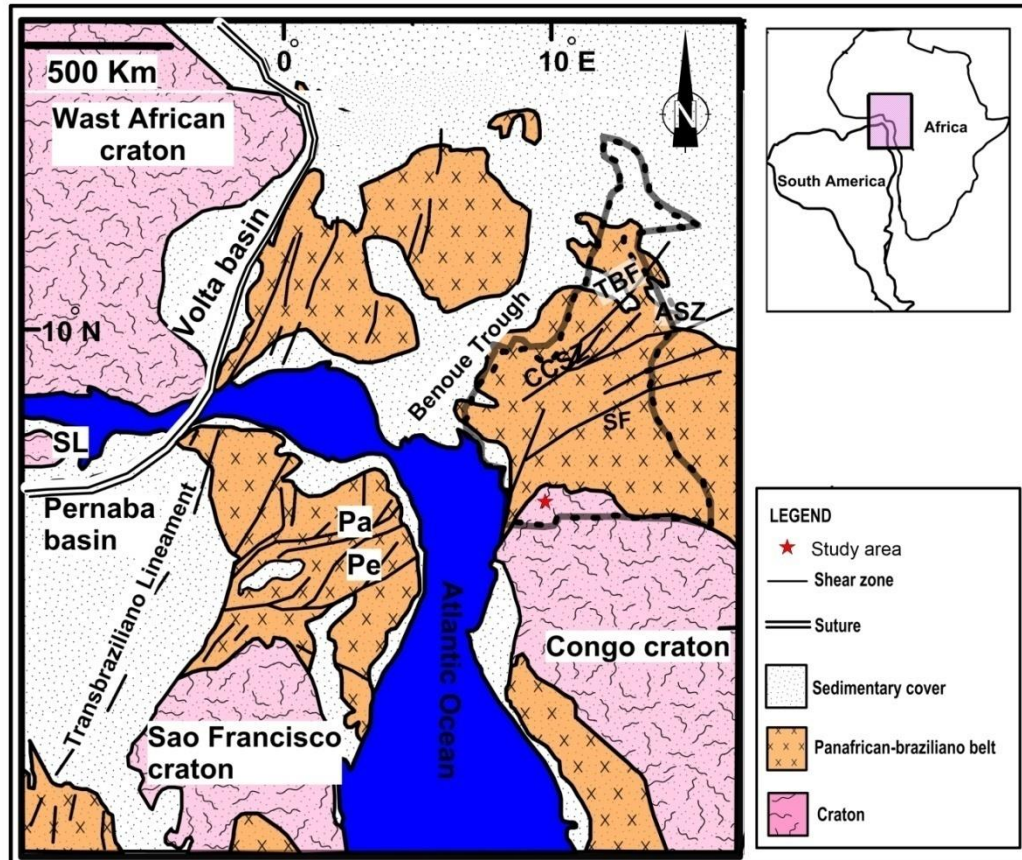 0°
10°E
500 Km
Wast African
craton
N
Volta basin
10°N
Benoue Trough
TBF
ASZ
CCSZ
SF
SL
Pernaba
basin
Pa
Pe
Transbraziliano Lineament
Atlantic Ocean
Congo craton
Sao Francisco
craton
Africa
South America
LEGEND
Study area
Shear zone
Suture
Sedimentary cover
Panafrican-braziliano belt
Craton